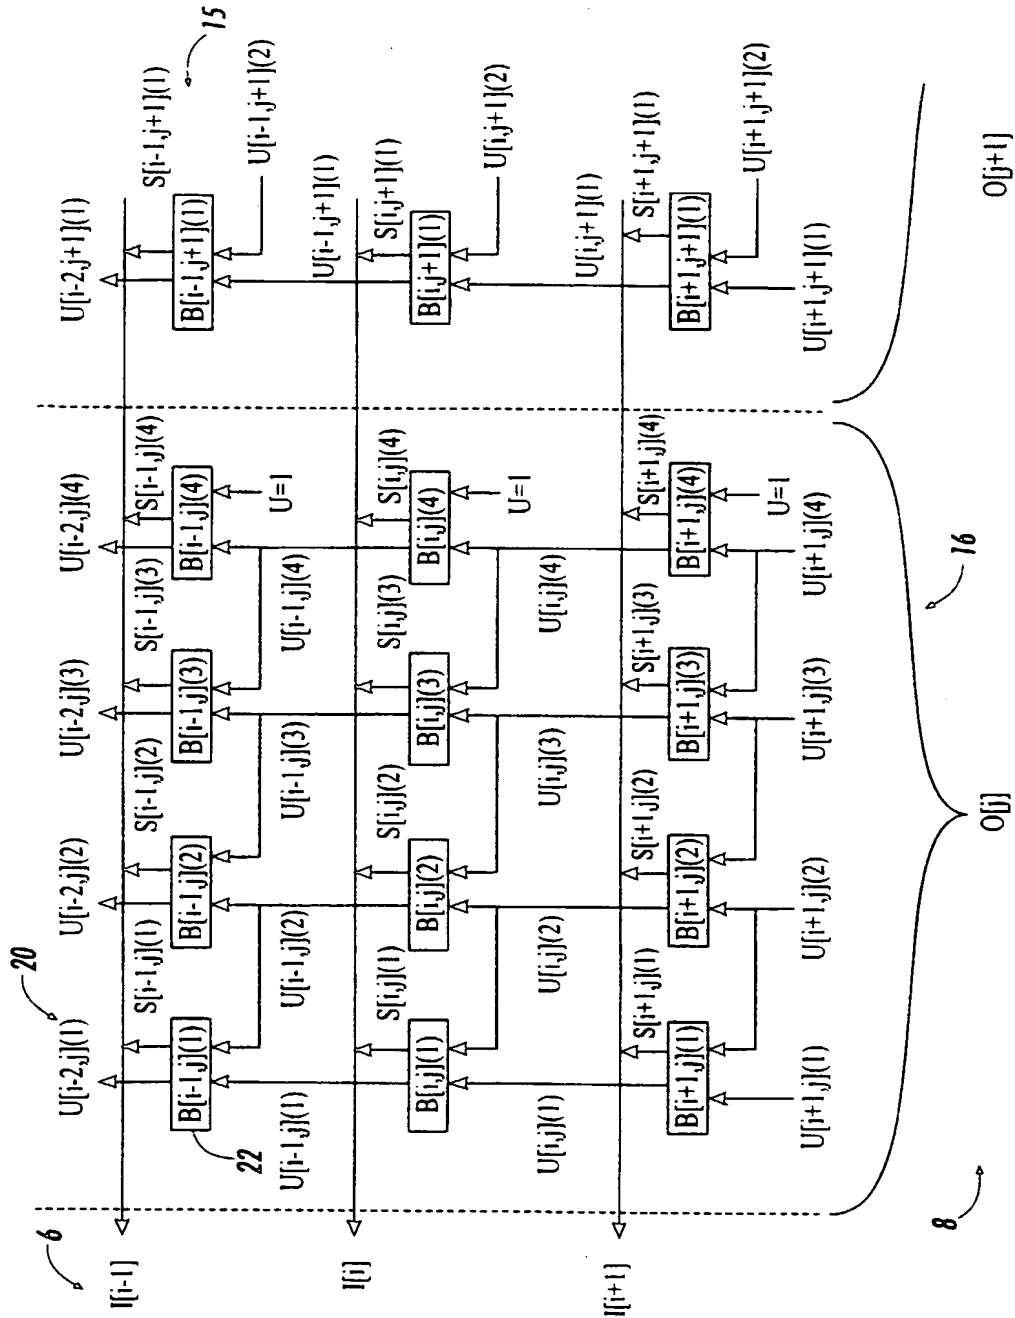 20
6
U[i-2,j](1)
U[i-2,j](2)
U[i-2,j](3)
U[i-2,j](4)
U[i-2,j+1](1)
15
I[i-1]
S[i-1,j](1)
S[i-1,j](2)
S[i-1,j](3)
S[i-1,j](4)
S[i-1,j+1](1)
B[i-1,j](1)
B[i-1,j](2)
B[i-1,j](3)
B[i-1,j](4)
B[i-1,j+1](1)
22
U=1
U[i-1,j+1](2)
U[i-1,j](1)
U[i-1,j](2)
U[i-1,j](3)
U[i-1,j](4)
U[i-1,j+1](1)
I[i]
S[i,j](1)
S[i,j](2)
S[i,j](3)
S[i,j](4)
S[i,j+1](1)
B[i,j](1)
B[i,j](2)
B[i,j](3)
B[i,j](4)
B[i,j+1](1)
U=1
U[i,j+1](2)
U[i,j](1)
U[i,j](2)
U[i,j](3)
U[i,j](4)
U[i,j+1](1)
I[i+1]
S[i+1,j](1)
S[i+1,j](2)
S[i+1,j](3)
S[i+1,j](4)
S[i+1,j+1](1)
B[i+1,j](1)
B[i+1,j](2)
B[i+1,j](3)
B[i+1,j](4)
B[i+1,j+1](1)
U=1
U[i+1,j+1](2)
U[i+1,j](1)
U[i+1,j](2)
U[i+1,j](3)
U[i+1,j](4)
U[i+1,j+1](1)
8
16
O[j]
O[j+1]